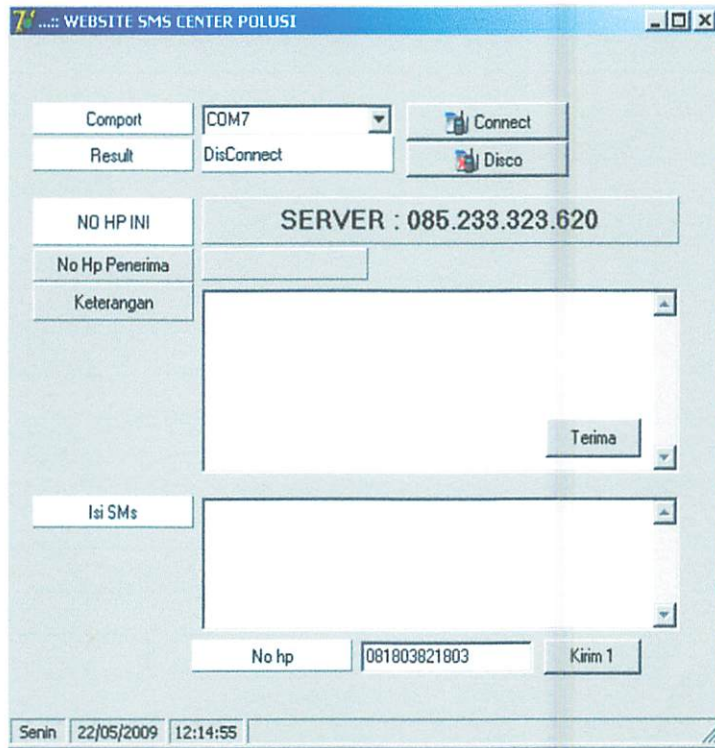 ...:: WEBSITE SMS CENTER POLUSI
Comport COM7 Connect
Result DisConnect Disco
NO HP INI SERVER : 085.233.323.620
No Hp Penerima
Keterangan
Terima
Isi SMs
No hp 081803821803 Kirim 1
Senin 22/05/2009 12:14:55